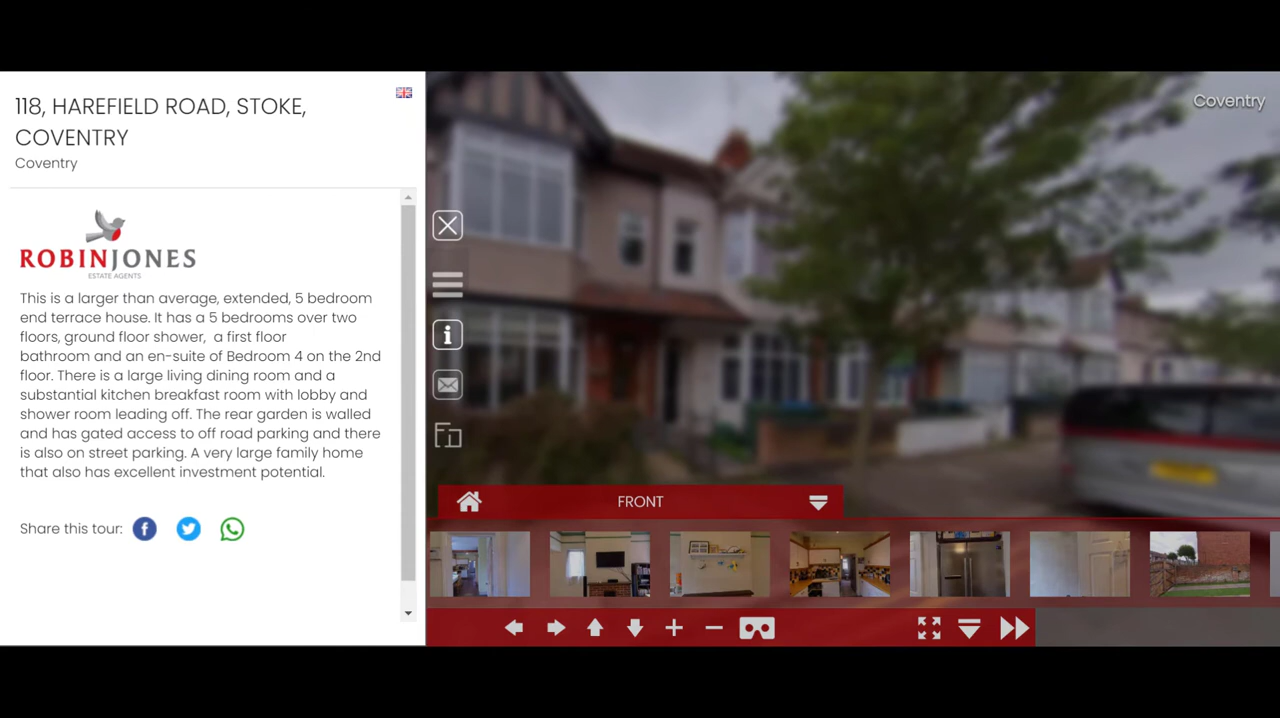 118, HAREFIELD ROAD, STOKE,
COVENTRY
Coventry
ROBINJONES
ESTATE AGENTS
This is a larger than average, extended, 5 bedroom
end terrace house. It has a 5 bedrooms over two
floors, ground floor shower,  a first floor
bathroom and an en-suite of Bedroom 4 on the 2nd
floor. There is a large living dining room and a
substantial kitchen breakfast room with lobby and
shower room leading off. The rear garden is walled
and has gated access to off road parking and there
is also on street parking. A very large family home
that also has excellent investment potential.
Share this tour:
Coventry
FRONT